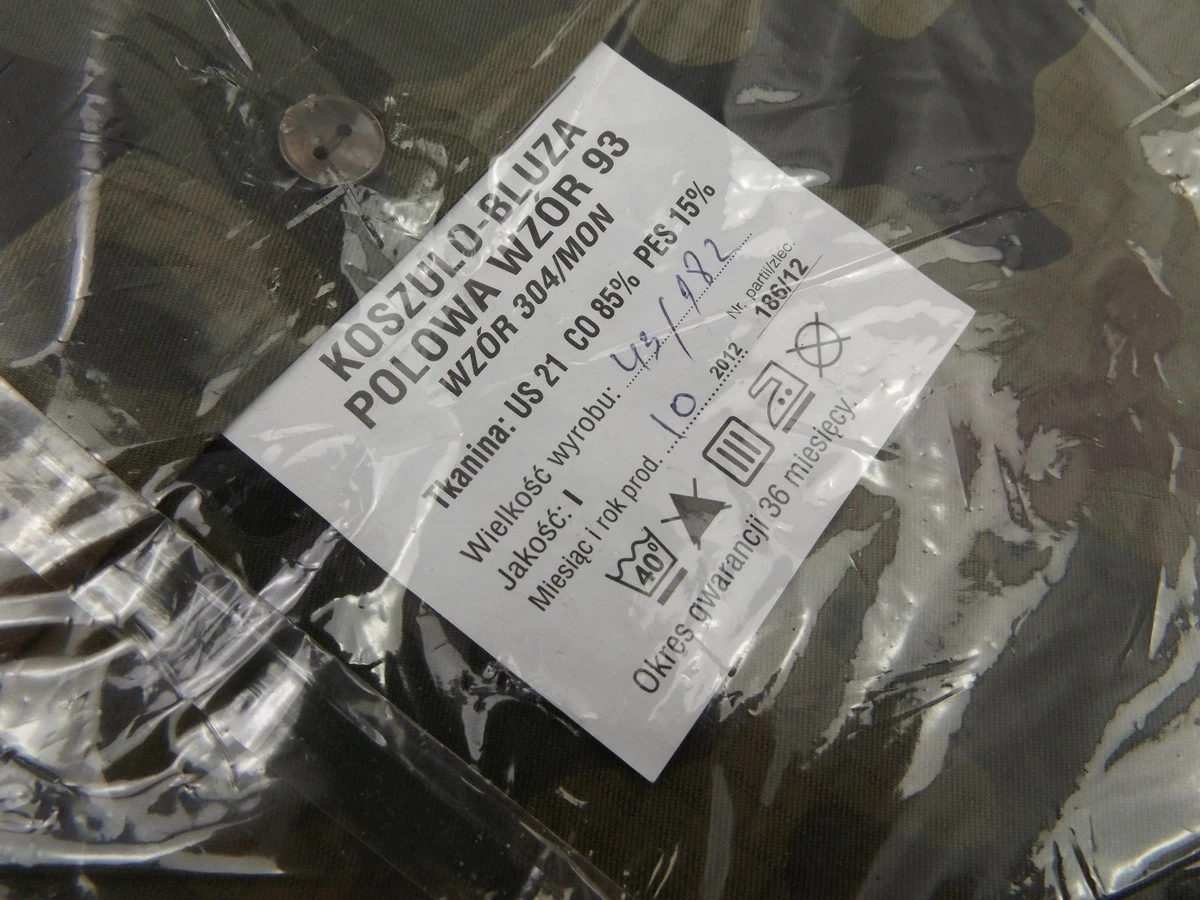 KOSZULO-BLUZA
POLOWA WZÓR 93
WZÓR 304/MON
Tkanina: US 21 CO 85% PES 15%
Wielkość wyrobu: 43/182
Jakość: I
Nr. partii/zlec.
186/12
Miesiąc i rok prod. 10 2012
40°
Okres gwarancji 36 miesięcy.